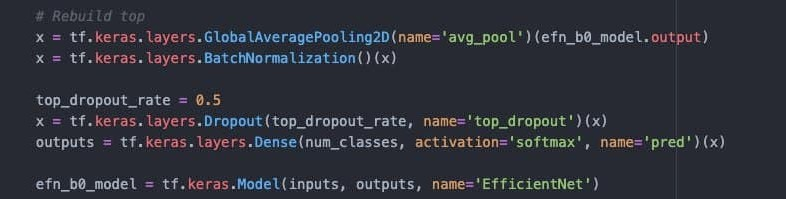 # Rebuild top
x = tf.keras.layers.GlobalAveragePooling2D(name='avg_pool')(efn_b0_model.output)
x = tf.keras.layers.BatchNormalization()(x)
top_dropout_rate = 0.5
x = tf.keras.layers.Dropout(top_dropout_rate, name='top_dropout')(x)
outputs = tf.keras.layers.Dense(num_classes, activation='softmax', name='pred')(x)
efn_b0_model = tf.keras.Model(inputs, outputs, name='EfficientNet')